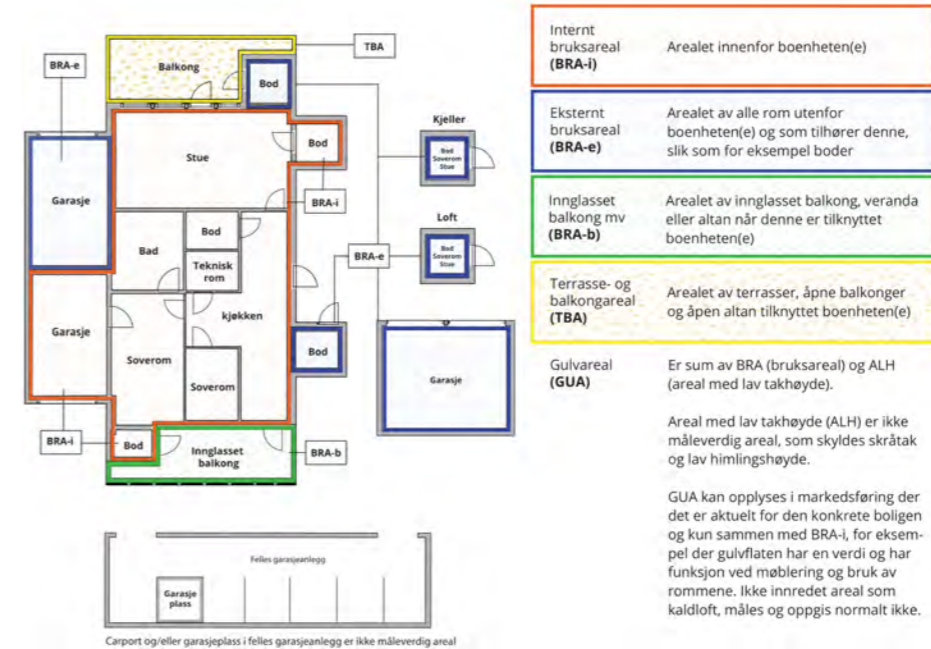 TBA
BRA-e
Balkong
Bod
Kjeller
Bod
Soverom
Stue
Stue
Bod
BRA-i
Garasje
Loft
Bod
Soverom
Stue
Bad
Bod
Teknisk
rom
BRA-e
kjøkken
Garasje
Soverom
Soverom
Bod
Garasje
BRA-i
Bod
Innglasset
balkong
BRA-b
Felles garasjeanlegg
Garasje
plass
Carport og/eller garasjeplass i felles garasjeanlegg er ikke måleverdig areal
Internt
bruksareal
(BRA-i)
Arealet innenfor boenheten(e)
Eksternt
bruksareal
(BRA-e)
Arealet av alle rom utenfor
boenheten(e) og som tilhører denne,
slik som for eksempel boder
Innglasset
balkong mv
(BRA-b)
Arealet av innglasset balkong, veranda
eller altan når denne er tilknyttet
boenheten(e)
Terrasse- og
balkongareal
(TBA)
Arealet av terrasser, åpne balkonger
og åpen altan tilknyttet boenheten(e)
Gulvareal
(GUA)
Er sum av BRA (bruksareal) og ALH
(areal med lav takhøyde).
Areal med lav takhøyde (ALH) er ikke
måleverdig areal, som skyldes skråtak
og lav himlingshøyde.
GUA kan opplyses i markedsføring der
det er aktuelt for den konkrete boligen
og kun sammen med BRA-i, for eksem-
pel der gulvflaten har en verdi og har
funksjon ved møblering og bruk av
rommene. Ikke innredet areal som
kaldloft, måles og oppgis normalt ikke.